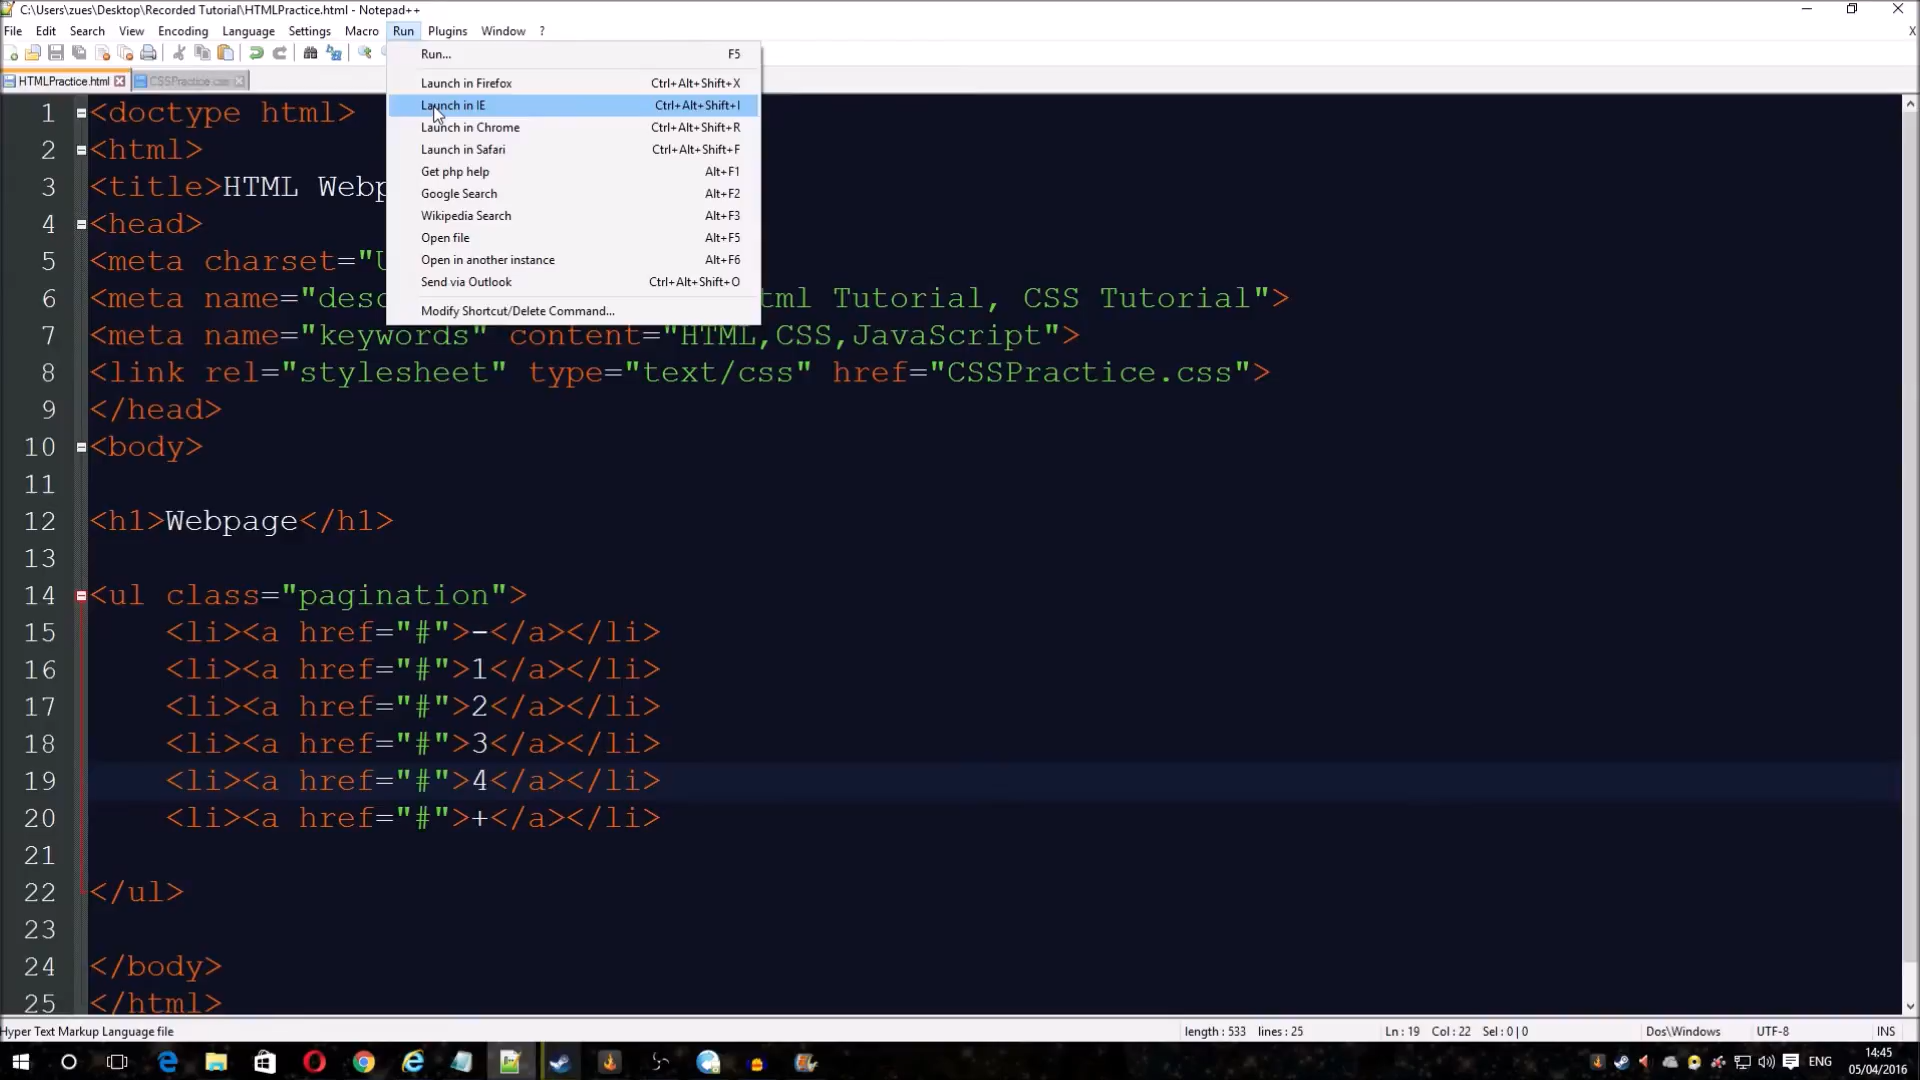 C:\Users\zues\Desktop\Recorded Tutorial\HTMLPractice.html - Notepad++
File Edit Search View Encoding Language Settings Macro Run Plugins Window ? X
HTMLPractice.html CSSPractice.css
Run... F5
Launch in Firefox Ctrl+Alt+Shift+X
Launch in IE Ctrl+Alt+Shift+I
Launch in Chrome Ctrl+Alt+Shift+R
Launch in Safari Ctrl+Alt+Shift+F
Get php help Alt+F1
Google Search Alt+F2
Wikipedia Search Alt+F3
Open file Alt+F5
Open in another instance Alt+F6
Send via Outlook Ctrl+Alt+Shift+O
Modify Shortcut/Delete Command...
1 <doctype html>
2 <html>
3 <title>HTML Webp
4 <head>
5 <meta charset="U
6 <meta name="desc tml Tutorial, CSS Tutorial">
7 <meta name="keywords" content="HTML,CSS,JavaScript">
8 <link rel="stylesheet" type="text/css" href="CSSPractice.css">
9 </head>
10 <body>
11
12 <h1>Webpage</h1>
13
14 <ul class="pagination">
15 <li><a href="#">-</a></li>
16 <li><a href="#">1</a></li>
17 <li><a href="#">2</a></li>
18 <li><a href="#">3</a></li>
19 <li><a href="#">4</a></li>
20 <li><a href="#">+</a></li>
21
22 </ul>
23
24 </body>
25 </html>
Hyper Text Markup Language file length : 533 lines : 25 Ln : 19 Col : 22 Sel : 0 | 0 Dos\Windows UTF-8 INS
ENG 14:45
05/04/2016